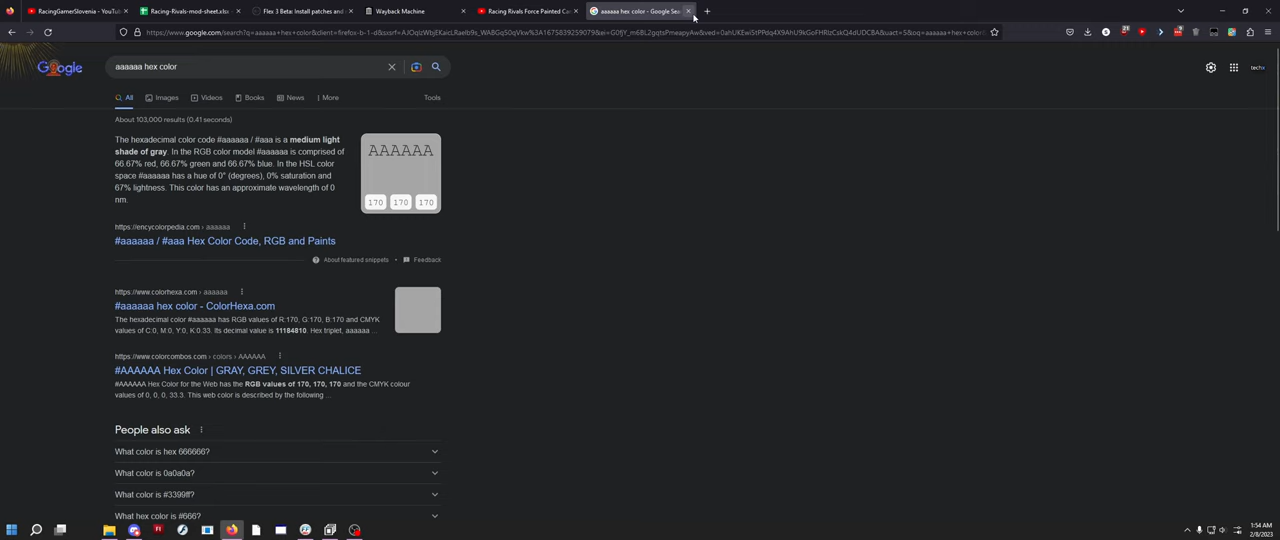 RacingGamerSlovenia - YouTub
Racing-Rivals-mod-sheet.xlsx
Flex 3 Beta: Install patches and
Wayback Machine
Racing Rivals Force Painted Car
aaaaaa hex color - Google Sea
21
aaaaaa hex color
techx
All
Images
Videos
Books
News
More
Tools
About 103,000 results (0.41 seconds)
The hexadecimal color code #aaaaaa / #aaa is a medium light
shade of gray. In the RGB color model #aaaaaa is comprised of
66.67% red, 66.67% green and 66.67% blue. In the HSL color
space #aaaaaa has a hue of 0° (degrees), 0% saturation and
67% lightness. This color has an approximate wavelength of 0
nm.
AAAAAA
170 170 170
https://encycolorpedia.com › aaaaaa
#aaaaaa / #aaa Hex Color Code, RGB and Paints
About featured snippets • Feedback
https://www.colorhexa.com › aaaaaa
#aaaaaa hex color - ColorHexa.com
The hexadecimal color #aaaaaa has RGB values of R:170, G:170, B:170 and CMYK
values of C:0, M:0, Y:0, K:0.33. Its decimal value is 11184810. Hex triplet, aaaaaa ...
https://www.colorcombos.com › colors › AAAAAA
#AAAAAA Hex Color | GRAY, GREY, SILVER CHALICE
#AAAAAA Hex Color for the Web has the RGB values of 170, 170, 170 and the CMYK colour
values of 0, 0, 0, 33.3. This web color is described by the following ...
People also ask
What color is hex 666666?
What color is 0a0a0a?
What color is #3399ff?
What hex color is #666?
1:54 AM
2/8/2023